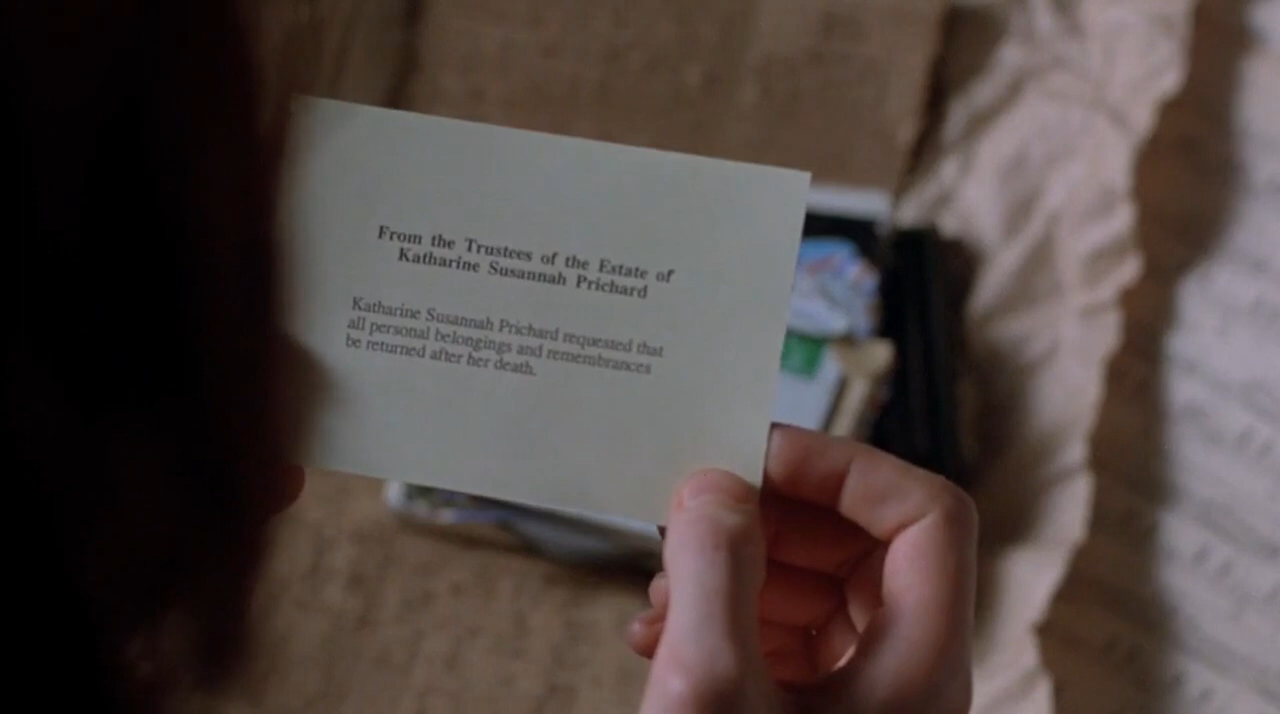 From the Trustees of the Estate of
Katharine Susannah Prichard
Katharine Susannah Prichard requested that
all personal belongings and remembrances
be returned after her death.